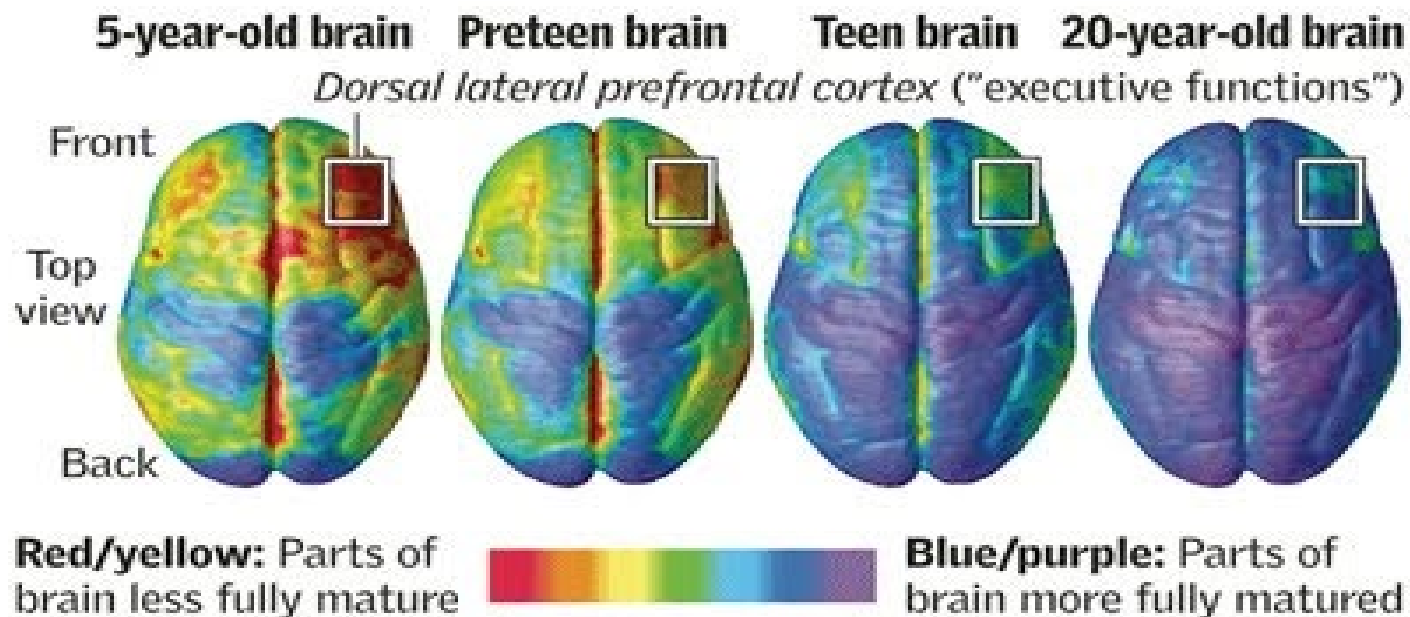 5-year-old brain Preteen brain Teen brain 20-year-old brain
Dorsal lateral prefrontal cortex ("executive functions")
Front
Top
view
Back
Red/yellow: Parts of
brain less fully mature
Blue/purple: Parts of
brain more fully matured